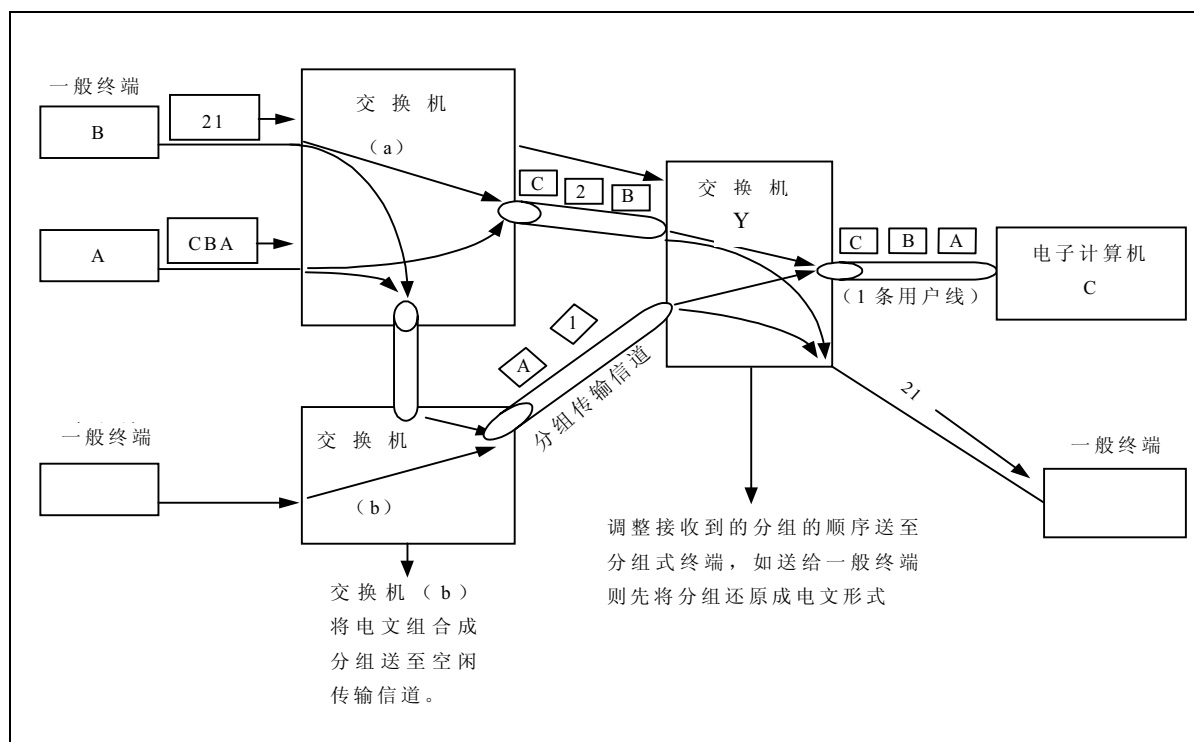 一般终端
B
21
交换机
（a）
A
CBA
C 2 B
交换机
Y
C B A
电子计算机
C
（1 条用户线）
A 1
分组传输信道
一般终端
交换机
（b）
21
一般终端
调整接收到的分组的顺序送至
分组式终端，如送给一般终端
则先将分组还原成电文形式
交换机（b）
将电文组合成
分组送至空闲
传输信道。